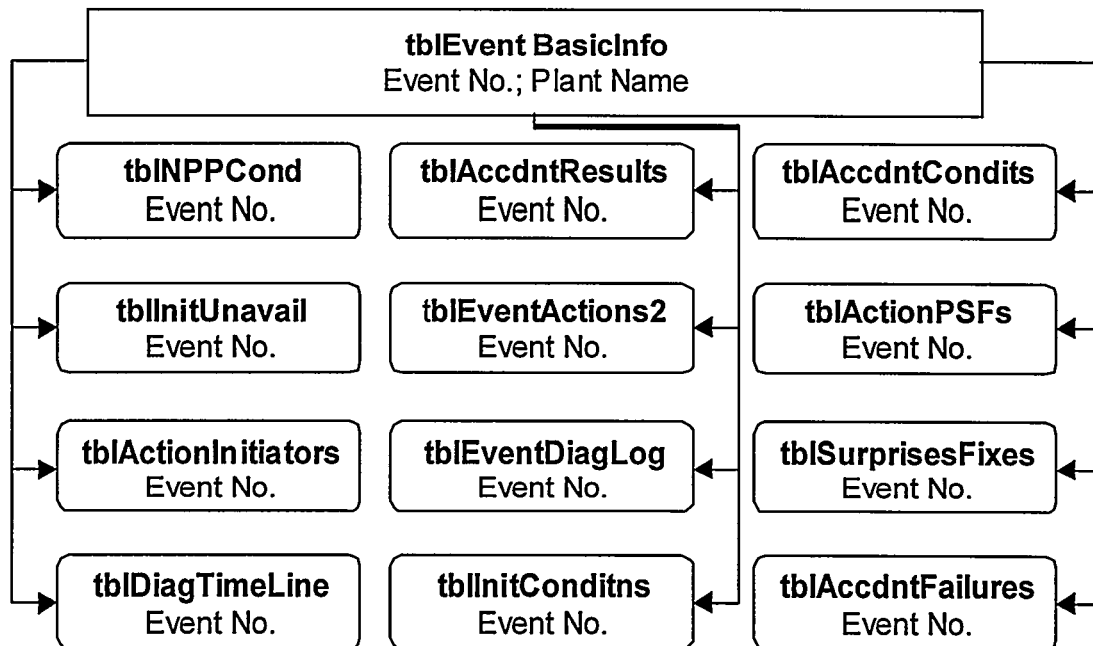 tblEvent BasicInfo
Event No.; Plant Name
tblNPPCond
Event No.
tblAccdntResults
Event No.
tblAccdntCondits
Event No.
tblInitUnavail
Event No.
tblEventActions2
Event No.
tblActionPSFs
Event No.
tblActionInitiators
Event No.
tblEventDiagLog
Event No.
tblSurprisesFixes
Event No.
tblDiagTimeLine
Event No.
tblInitConditns
Event No.
tblAccdntFailures
Event No.